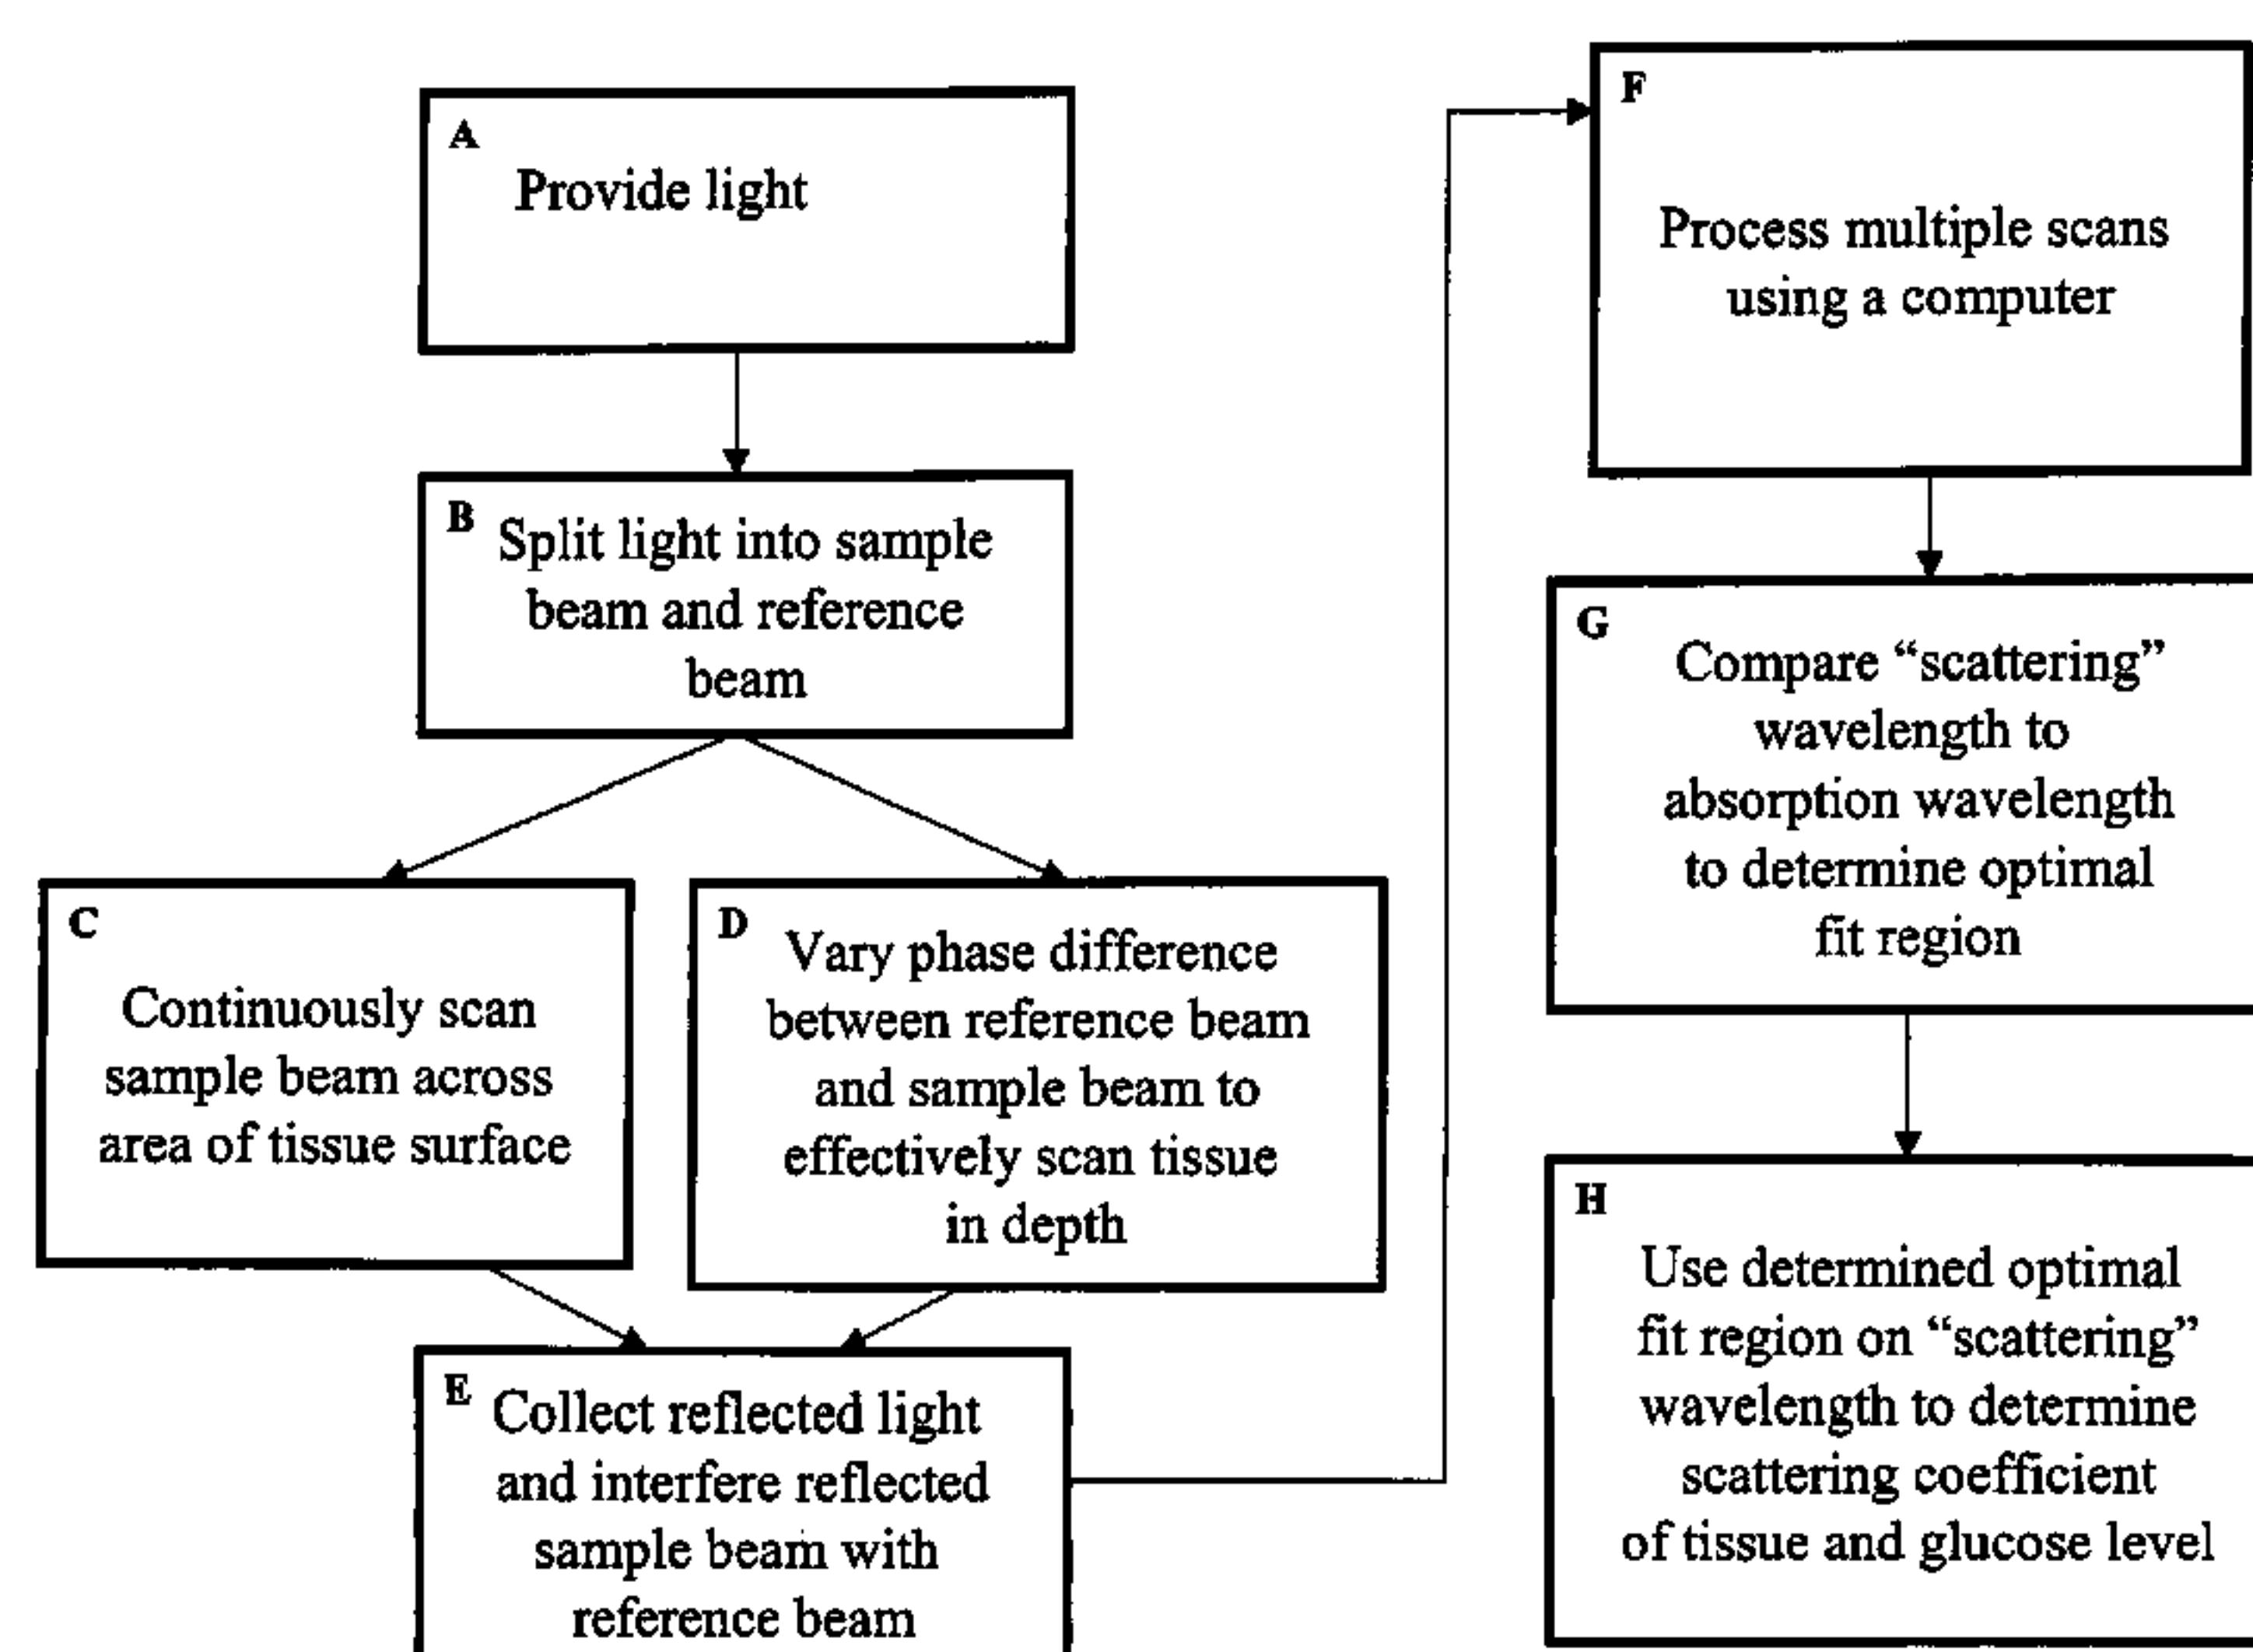 A
Provide light
B
Split light into sample
beam and reference
beam
C
Continuously scan
sample beam across
area of tissue surface
D
Vary phase difference
between reference beam
and sample beam to
effectively scan tissue
in depth
E
Collect reflected light
and interfere reflected
sample beam with
reference beam
F
Process multiple scans
using a computer
G
Compare “scattering”
wavelength to
absorption wavelength
to determine optimal
fit region
H
Use determined optimal
fit region on “scattering”
wavelength to determine
scattering coefficient
of tissue and glucose level